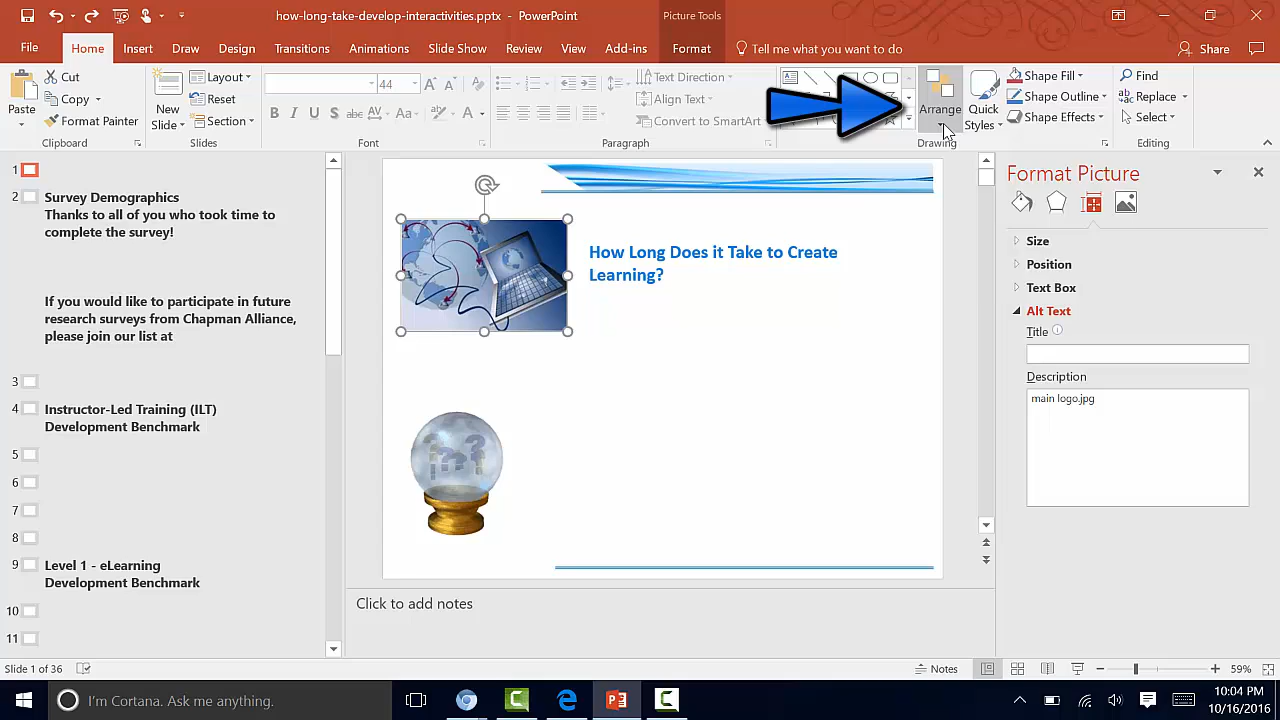 how-long-take-develop-interactivities.pptx - PowerPoint
Picture Tools
File
Home
Insert
Draw
Design
Transitions
Animations
Slide Show
Review
View
Add-ins
Format
Tell me what you want to do
Share
Paste
Cut
Copy
Format Painter
Clipboard
New
Slide
Layout
Reset
Section
Slides
44
B I U S abc AV Aa A
Font
Text Direction
Align Text
Convert to SmartArt
Paragraph
Arrange
Quick
Styles
Shape Fill
Shape Outline
Shape Effects
Drawing
Find
Replace
Select
Editing
1
2 Survey Demographics
Thanks to all of you who took time to
complete the survey!
If you would like to participate in future
research surveys from Chapman Alliance,
please join our list at
3
4 Instructor-Led Training (ILT)
Development Benchmark
5
6
7
8
9 Level 1 - eLearning
Development Benchmark
10
11
How Long Does it Take to Create
Learning?
Click to add notes
Format Picture
Size
Position
Text Box
Alt Text
Title
Description
main logo.jpg
Slide 1 of 36
Notes
59%
I'm Cortana. Ask me anything.
10:04 PM
10/16/2016